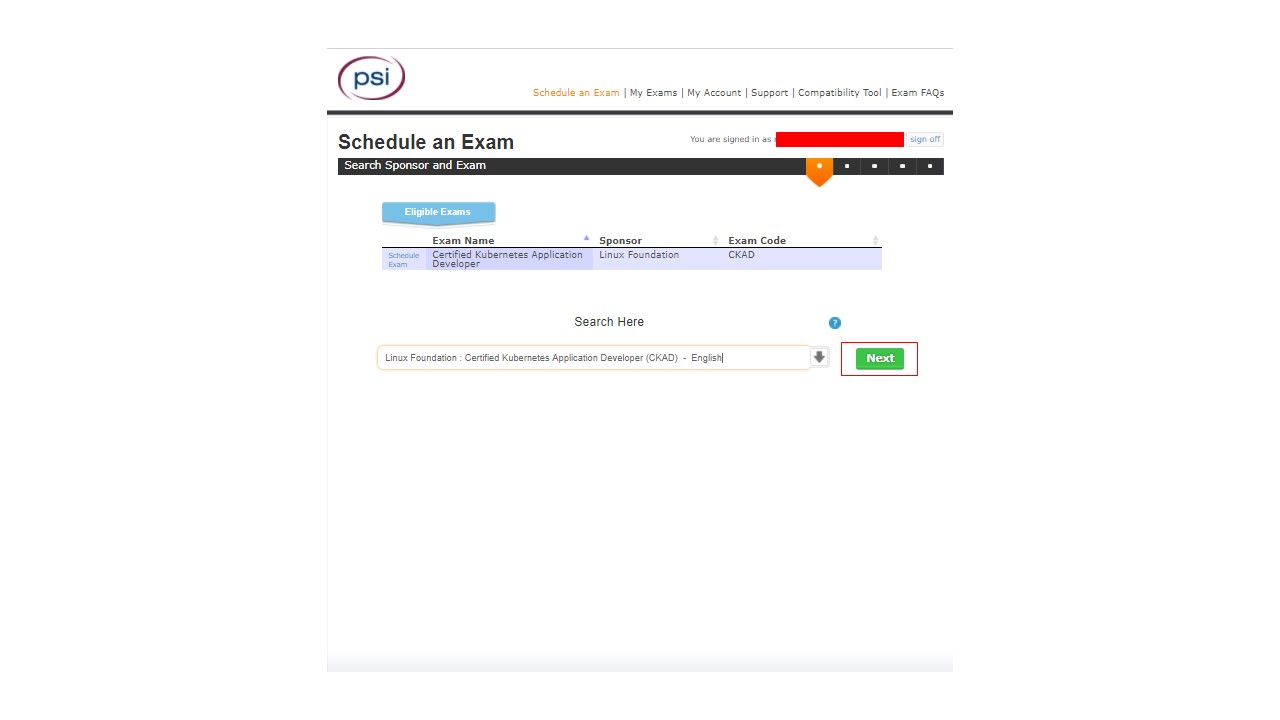 psi
Schedule an Exam | My Exams | My Account | Support | Compatibility Tool | Exam FAQs
Schedule an Exam
You are signed in as
sign off
Search Sponsor and Exam
Eligible Exams
Exam Name Sponsor Exam Code
Schedule Exam Certified Kubernetes Application Developer Linux Foundation CKAD
Search Here
?
Linux Foundation : Certified Kubernetes Application Developer (CKAD) - English
Next